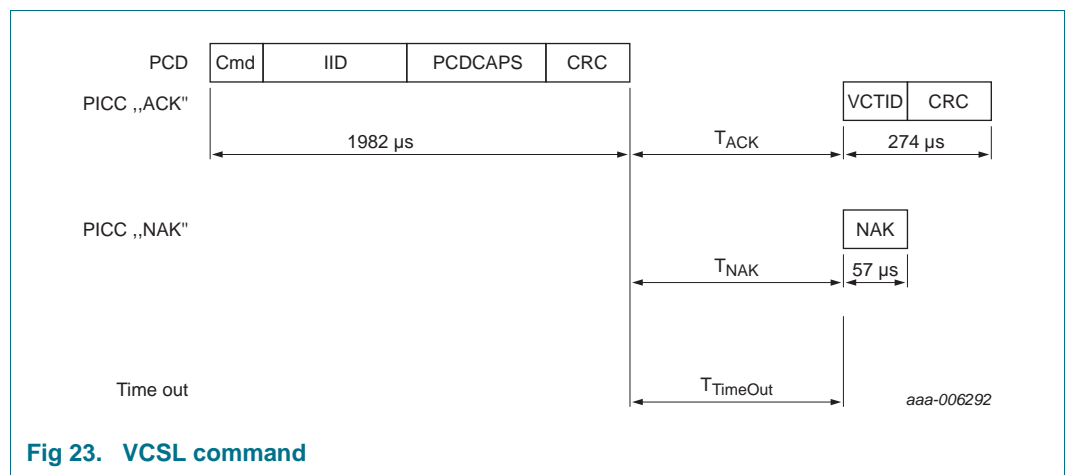 PCD Cmd IID PCDCAPS CRC
PICC ,,ACK" VCTID CRC
1982 µs TACK 274 µs
PICC ,,NAK" NAK
TNAK 57 µs
Time out TTimeOut aaa-006292
Fig 23. VCSL command